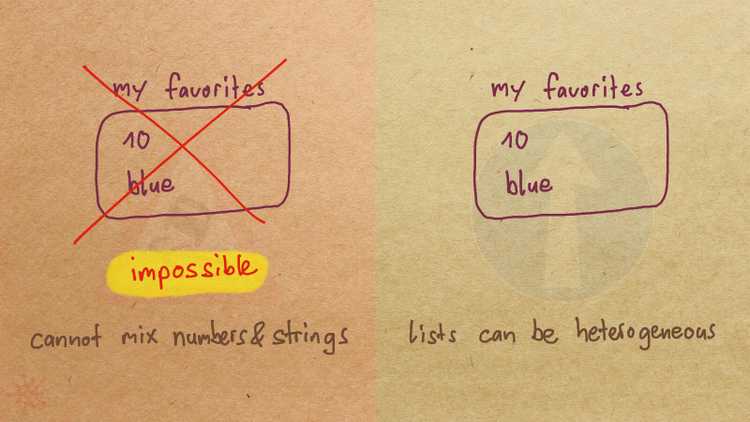 my favorites
10
blue
impossible
cannot mix numbers & strings
my favorites
10
blue
lists can be heterogeneous